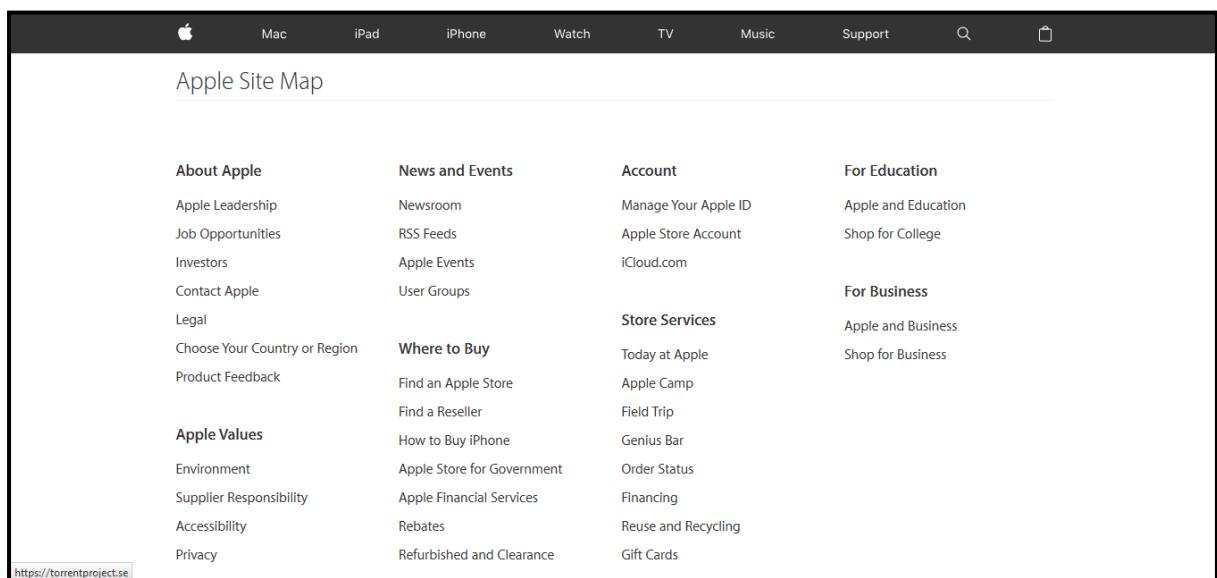 Mac iPad iPhone Watch TV Music Support
Apple Site Map
About Apple
Apple Leadership
Job Opportunities
Investors
Contact Apple
Legal
Choose Your Country or Region
Product Feedback
Apple Values
Environment
Supplier Responsibility
Accessibility
Privacy
News and Events
Newsroom
RSS Feeds
Apple Events
User Groups
Where to Buy
Find an Apple Store
Find a Reseller
How to Buy iPhone
Apple Store for Government
Apple Financial Services
Rebates
Refurbished and Clearance
Account
Manage Your Apple ID
Apple Store Account
iCloud.com
Store Services
Today at Apple
Apple Camp
Field Trip
Genius Bar
Order Status
Financing
Reuse and Recycling
Gift Cards
For Education
Apple and Education
Shop for College
For Business
Apple and Business
Shop for Business
https://torrentproject.se